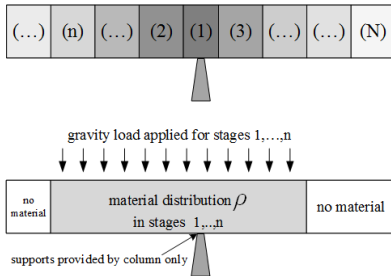 (...) (n) (...) (2) (1) (3) (...) (...) (N)
gravity load applied for stages 1,...,n
no
material
material distribution ρ
in stages 1,..,n
no material
supports provided by column only